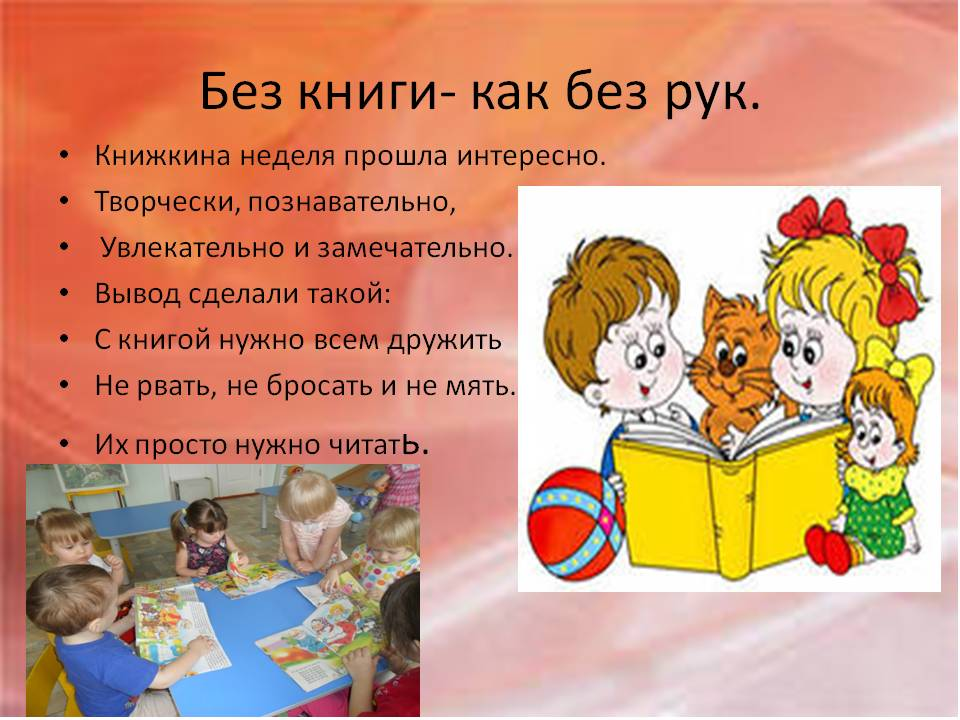 Без книги- как без рук.
• Книжкина неделя прошла интересно.
• Творчески, познавательно,
• Увлекательно и замечательно.
• Вывод сделали такой:
• С книгой нужно всем дружить
• Не рвать, не бросать и не мять.
• Их просто нужно читать.